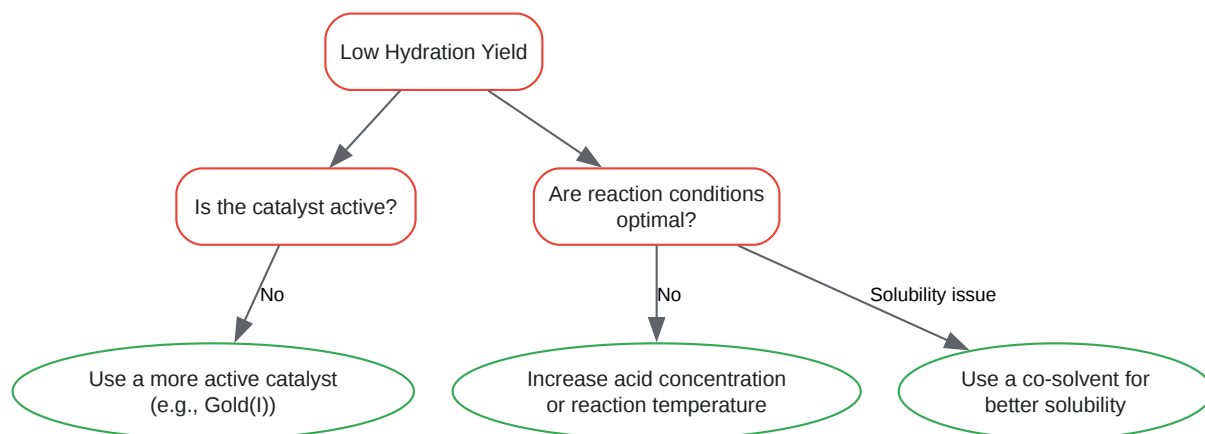 Low Hydration Yield
Is the catalyst active?
Are reaction conditions
optimal?
No
No
Solubility issue
Use a more active catalyst
(e.g., Gold(I))
Increase acid concentration
or reaction temperature
Use a co-solvent for
better solubility